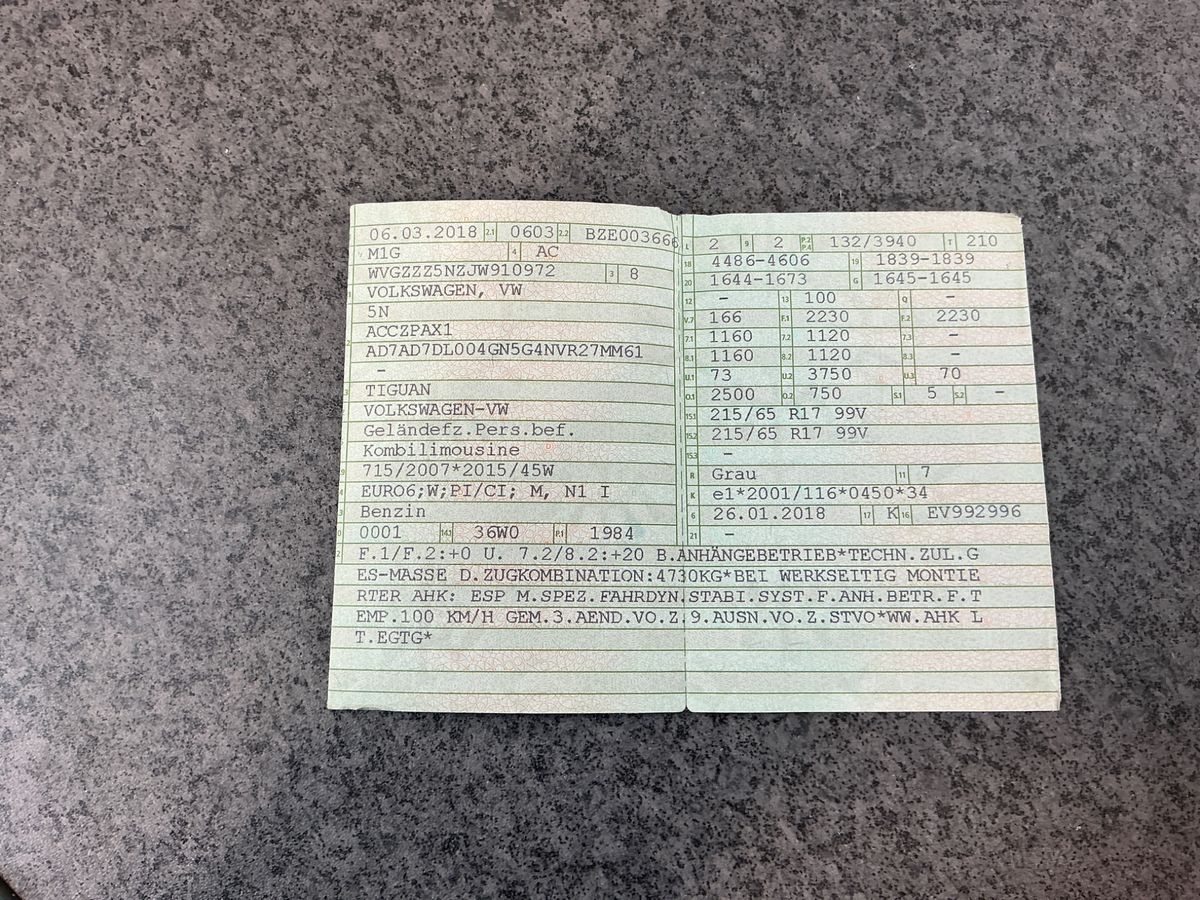 06.03.2018 2.1 0603 2.2 BZE003666
M1G 4 AC
WVGZZZ5NZJW910972 3 8
VOLKSWAGEN, VW
5N
ACCZPAX1
AD7AD7DL004GN5G4NVR27MM61
-
TIGUAN
VOLKSWAGEN-VW
Geländefz.Pers.bef.
Kombilimousine
715/2007*2015/45W
EURO6;W;PI/CI; M, N1 I
Benzin
0001 14.1 36W0 P.1 1984
L 2 9 2 P.2 P.4 132/3940 T 210
18 4486-4606 19 1839-1839
20 1644-1673 G 1645-1645
12 - 13 100 Q -
V.7 166 F.1 2230 F.2 2230
7.1 1160 7.2 1120 7.3 -
8.1 1160 8.2 1120 8.3 -
U.1 73 U.2 3750 U.3 70
O.1 2500 O.2 750 S.1 5 S.2 -
15.1 215/65 R17 99V
15.2 215/65 R17 99V
15.3 -
R Grau 11 7
K e1*2001/116*0450*34
6 26.01.2018 17 K 16 EV992996
21 -
F.1/F.2:+0 U. 7.2/8.2:+20 B.ANHÄNGEBETRIEB*TECHN.ZUL.G
ES-MASSE D.ZUGKOMBINATION:4730KG*BEI WERKSEITIG MONTIE
RTER AHK: ESP M.SPEZ.FAHRDYN.STABI.SYST.F.ANH.BETR.F.T
EMP.100 KM/H GEM.3.AEND.VO.Z.9.AUSN.VO.Z.STVO*WW.AHK L
T.EGTG*